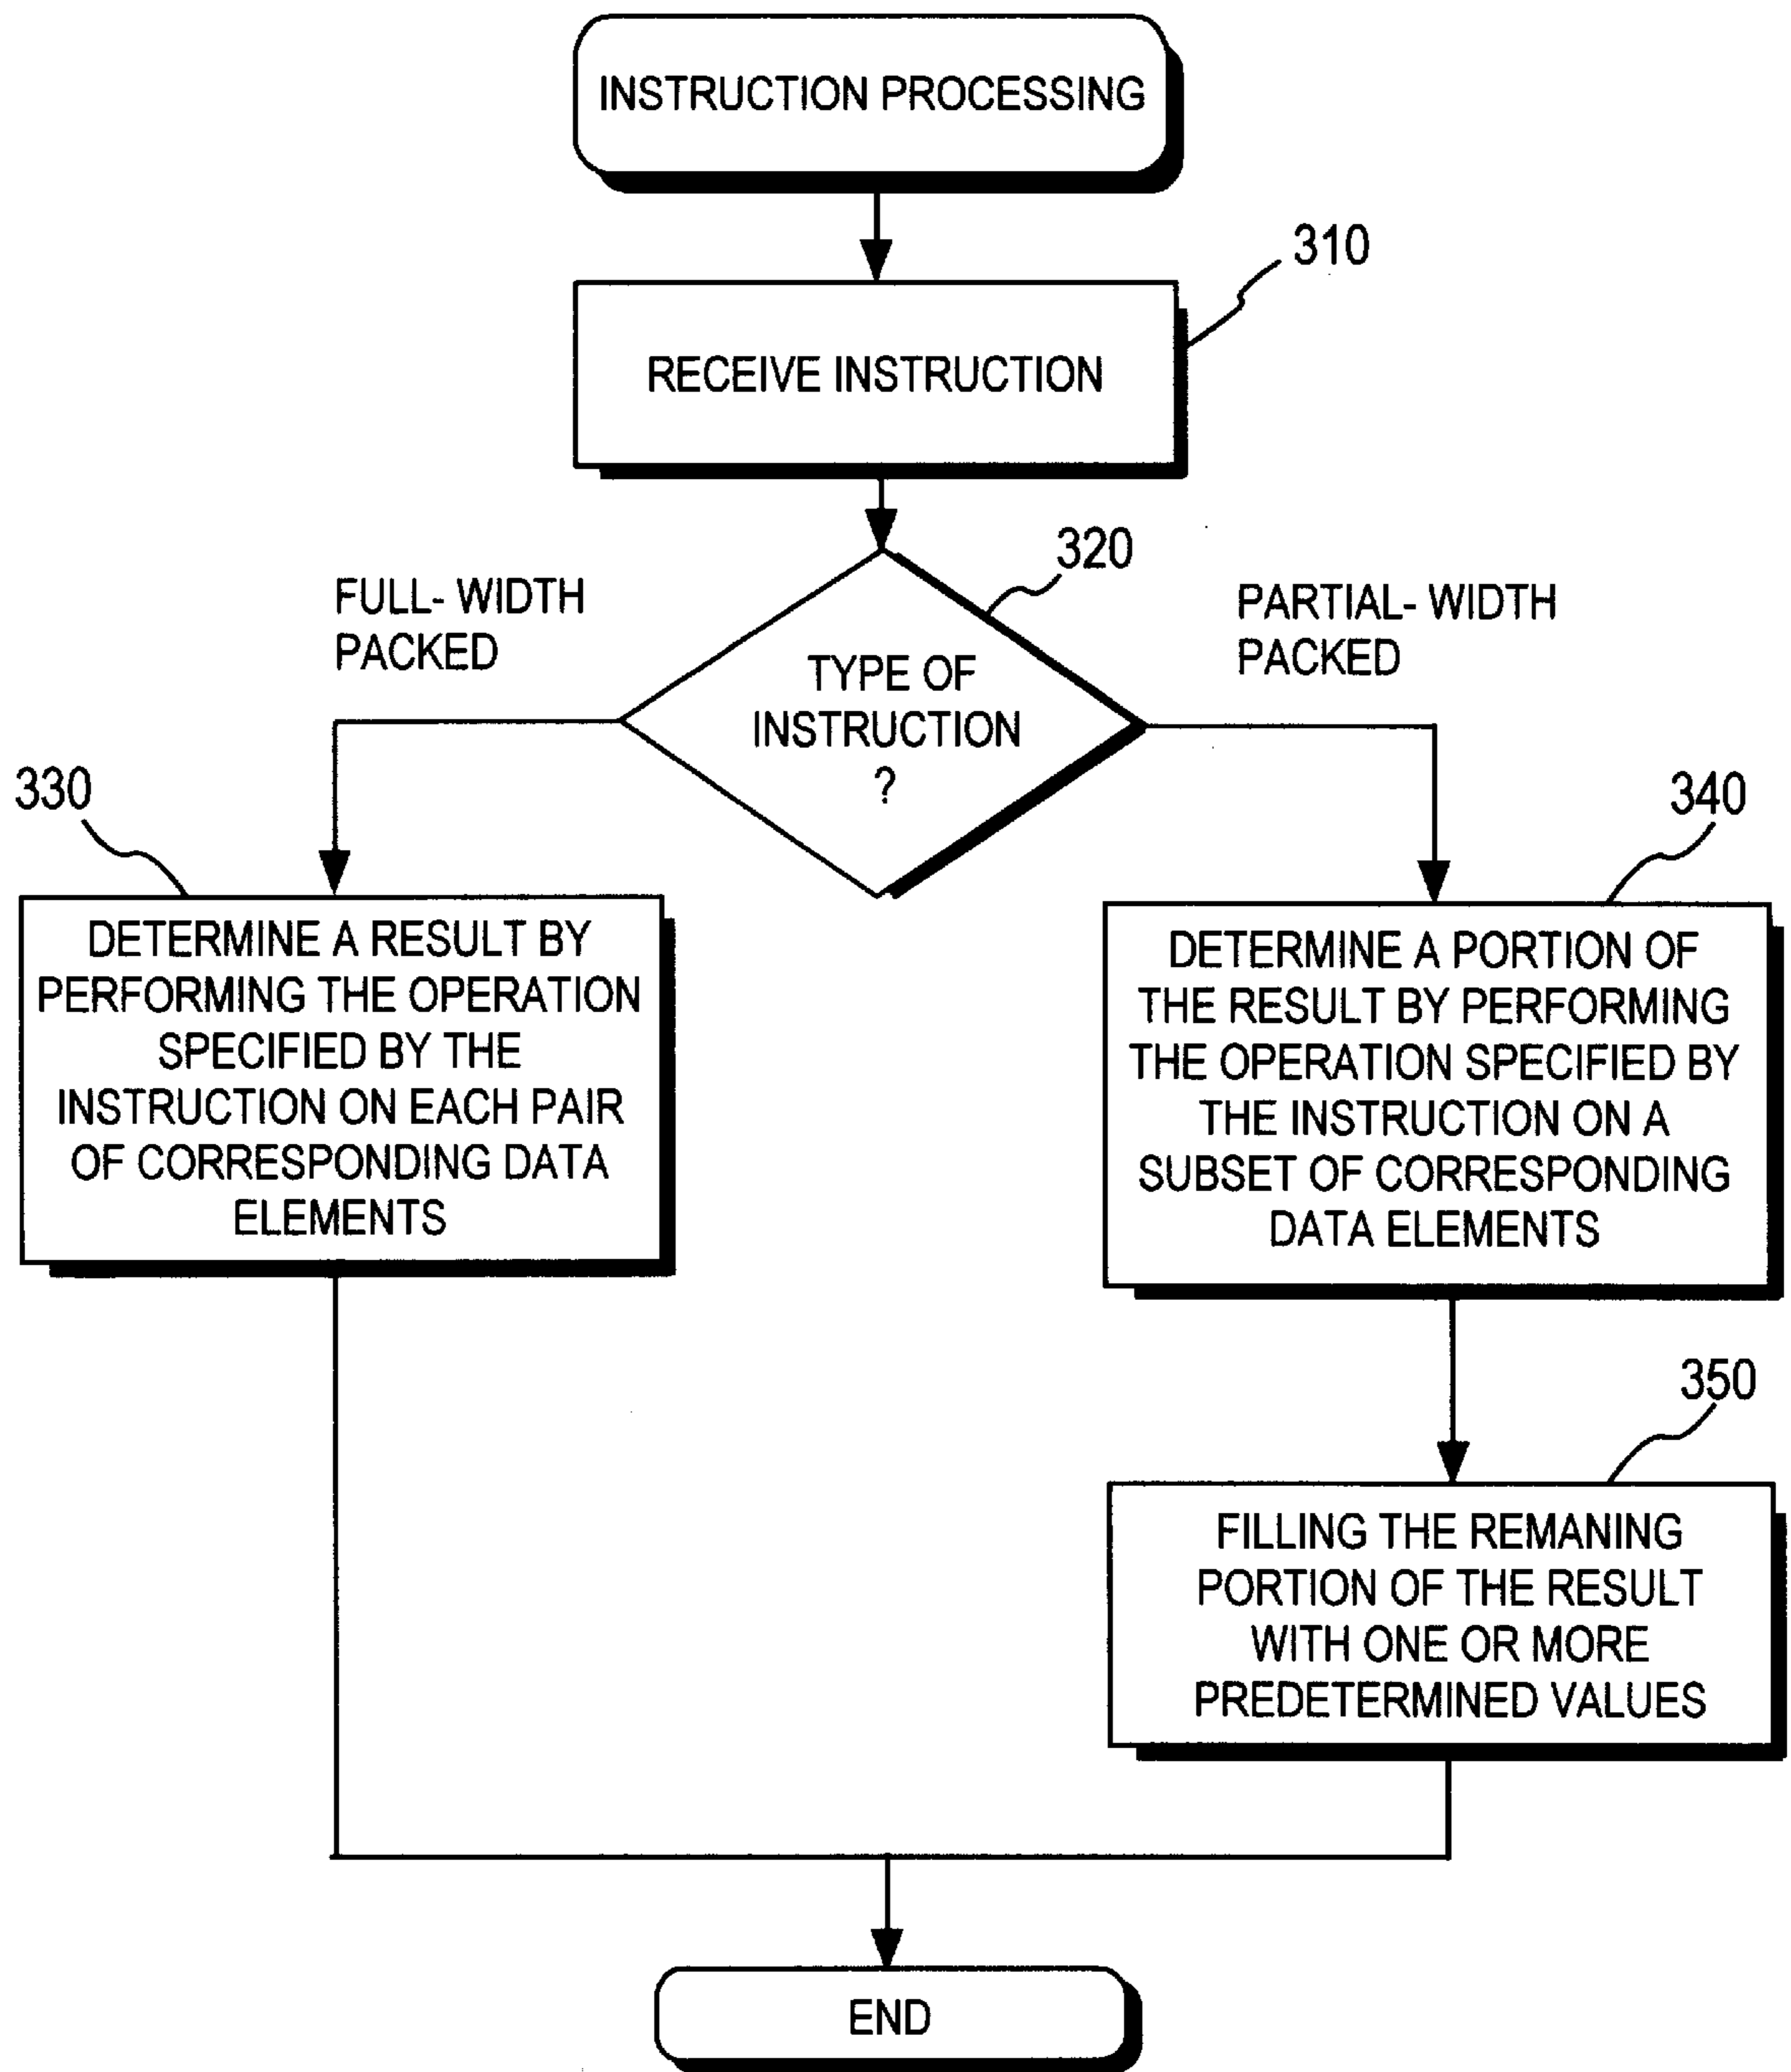 INSTRUCTION PROCESSING
310
RECEIVE INSTRUCTION
320
FULL- WIDTH
PACKED
PARTIAL- WIDTH
PACKED
TYPE OF
INSTRUCTION
?
330
340
DETERMINE A RESULT BY
PERFORMING THE OPERATION
SPECIFIED BY THE
INSTRUCTION ON EACH PAIR
OF CORRESPONDING DATA
ELEMENTS
DETERMINE A PORTION OF
THE RESULT BY PERFORMING
THE OPERATION SPECIFIED BY
THE INSTRUCTION ON A
SUBSET OF CORRESPONDING
DATA ELEMENTS
350
FILLING THE REMANING
PORTION OF THE RESULT
WITH ONE OR MORE
PREDETERMINED VALUES
END